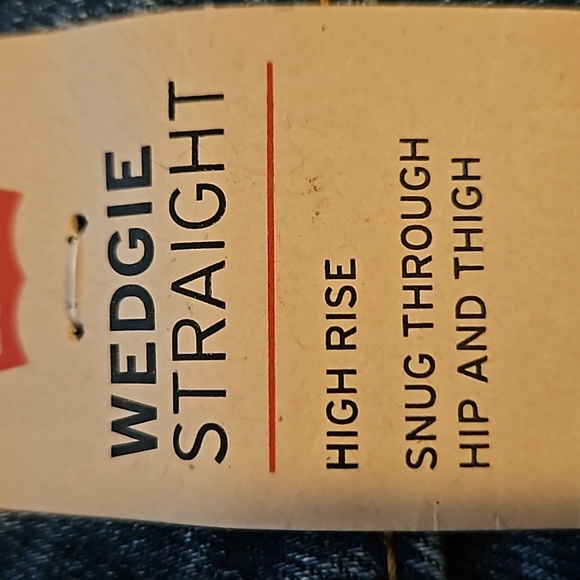 WEDGIE
STRAIGHT
HIGH RISE
SNUG THROUGH
HIP AND THIGH